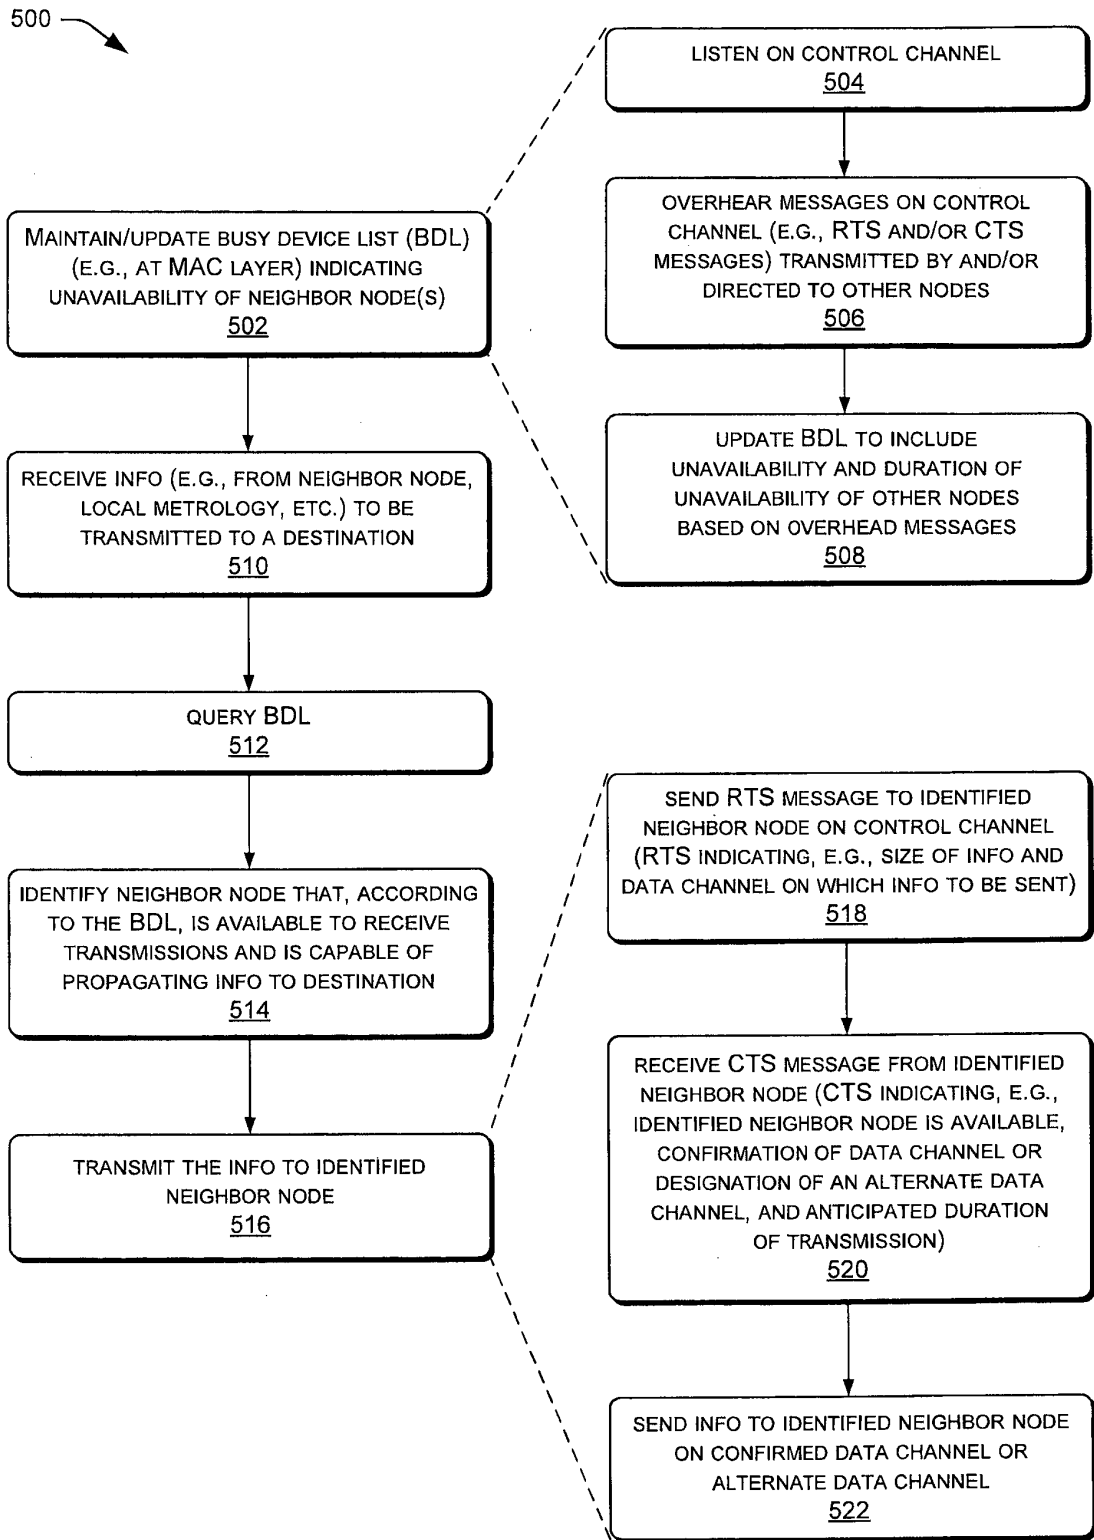 500
LISTEN ON CONTROL CHANNEL
504
OVERHEAR MESSAGES ON CONTROL
CHANNEL (E.G., RTS AND/OR CTS
MESSAGES) TRANSMITTED BY AND/OR
DIRECTED TO OTHER NODES
506
UPDATE BDL TO INCLUDE
UNAVAILABILITY AND DURATION OF
UNAVAILABILITY OF OTHER NODES
BASED ON OVERHEAD MESSAGES
508
MAINTAIN/UPDATE BUSY DEVICE LIST (BDL)
(E.G., AT MAC LAYER) INDICATING
UNAVAILABILITY OF NEIGHBOR NODE(S)
502
RECEIVE INFO (E.G., FROM NEIGHBOR NODE,
LOCAL METROLOGY, ETC.) TO BE
TRANSMITTED TO A DESTINATION
510
QUERY BDL
512
IDENTIFY NEIGHBOR NODE THAT, ACCORDING
TO THE BDL, IS AVAILABLE TO RECEIVE
TRANSMISSIONS AND IS CAPABLE OF
PROPAGATING INFO TO DESTINATION
514
TRANSMIT THE INFO TO IDENTIFIED
NEIGHBOR NODE
516
SEND RTS MESSAGE TO IDENTIFIED
NEIGHBOR NODE ON CONTROL CHANNEL
(RTS INDICATING, E.G., SIZE OF INFO AND
DATA CHANNEL ON WHICH INFO TO BE SENT)
518
RECEIVE CTS MESSAGE FROM IDENTIFIED
NEIGHBOR NODE (CTS INDICATING, E.G.,
IDENTIFIED NEIGHBOR NODE IS AVAILABLE,
CONFIRMATION OF DATA CHANNEL OR
DESIGNATION OF AN ALTERNATE DATA
CHANNEL, AND ANTICIPATED DURATION
OF TRANSMISSION)
520
SEND INFO TO IDENTIFIED NEIGHBOR NODE
ON CONFIRMED DATA CHANNEL OR
ALTERNATE DATA CHANNEL
522